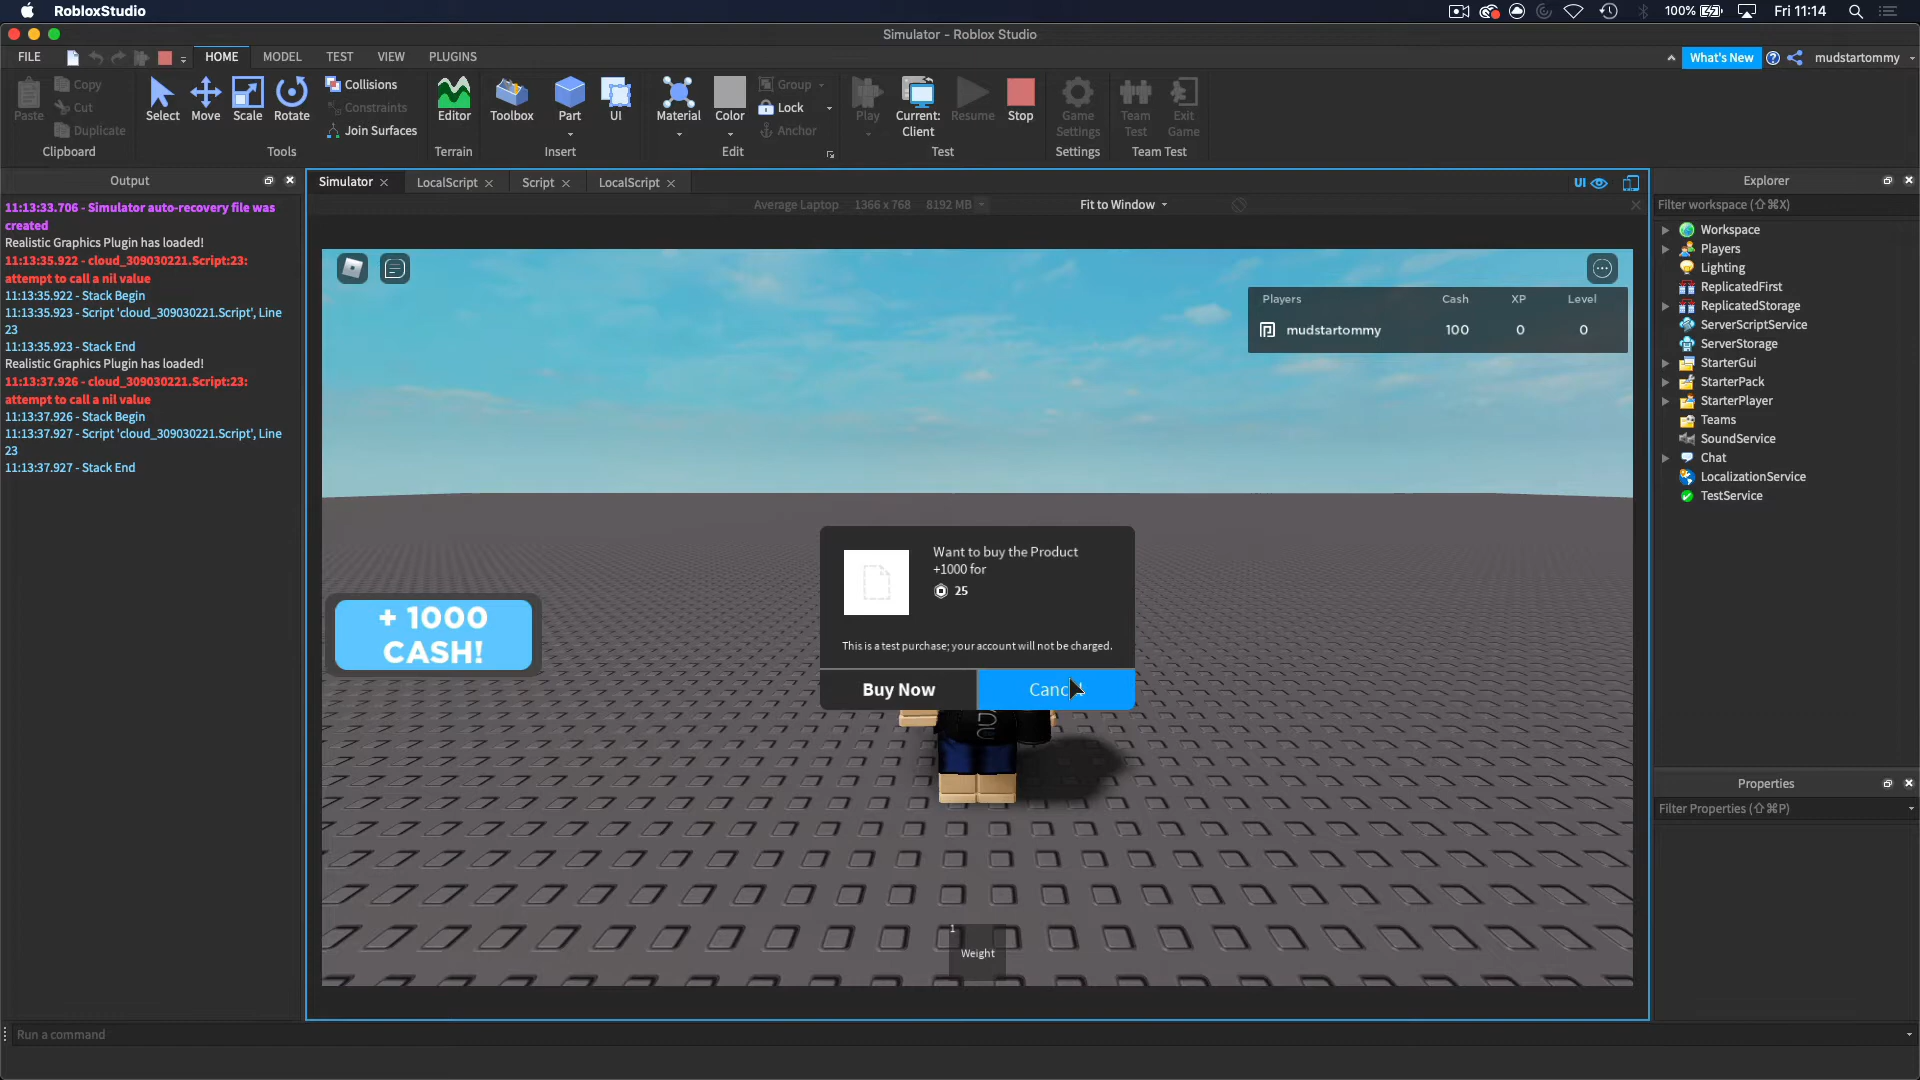 RobloxStudio
100%
Fri 11:14
Simulator - Roblox Studio
FILE
HOME
MODEL
TEST
VIEW
PLUGINS
What's New
mudstartommy
Paste
Copy
Cut
Duplicate
Clipboard
Select
Move
Scale
Rotate
Collisions
Constraints
Join Surfaces
Tools
Editor
Terrain
Toolbox
Part
UI
Insert
Material
Color
Group
Lock
Anchor
Edit
Play
Current:
Client
Resume
Stop
Test
Game
Settings
Settings
Team
Test
Exit
Game
Team Test
Output
11:13:33.706 - Simulator auto-recovery file was
created
Realistic Graphics Plugin has loaded!
11:13:35.922 - cloud_309030221.Script:23:
attempt to call a nil value
11:13:35.922 - Stack Begin
11:13:35.923 - Script 'cloud_309030221.Script', Line
23
11:13:35.923 - Stack End
Realistic Graphics Plugin has loaded!
11:13:37.926 - cloud_309030221.Script:23:
attempt to call a nil value
11:13:37.926 - Stack Begin
11:13:37.927 - Script 'cloud_309030221.Script', Line
23
11:13:37.927 - Stack End
Simulator
LocalScript
Script
LocalScript
UI
Average Laptop
1366 x 768
8192 MB
Fit to Window
Players Cash XP Level
mudstartommy 100 0 0
+ 1000
CASH!
Want to buy the Product
+1000 for
25
This is a test purchase; your account will not be charged.
Buy Now
1
Weight
Explorer
Filter workspace (⇧⌘X)
Workspace
Players
Lighting
ReplicatedFirst
ReplicatedStorage
ServerScriptService
ServerStorage
StarterGui
StarterPack
StarterPlayer
Teams
SoundService
Chat
LocalizationService
TestService
Properties
Filter Properties (⇧⌘P)
Run a command